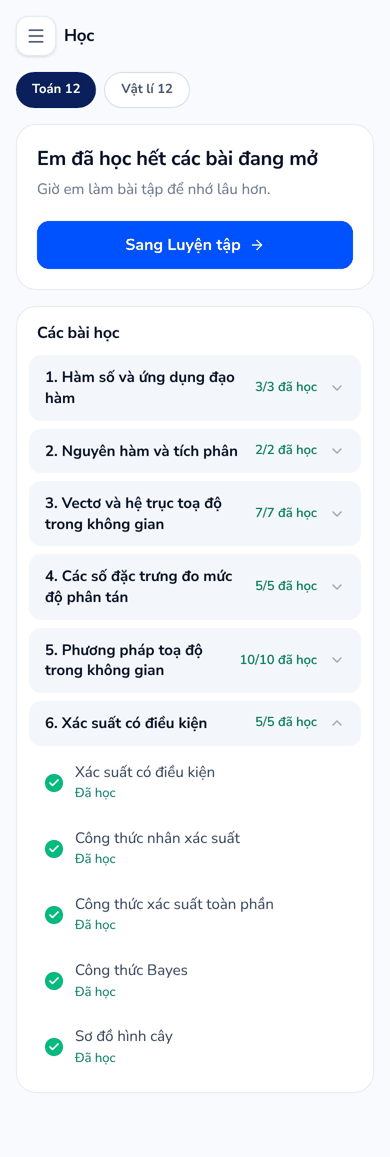 Học
Toán 12
Vật lí 12
Em đã học hết các bài đang mở
Giờ em làm bài tập để nhớ lâu hơn.
Sang Luyện tập →
Các bài học
1. Hàm số và ứng dụng đạo
hàm
3/3 đã học
2. Nguyên hàm và tích phân
2/2 đã học
3. Vectơ và hệ trục toạ độ
trong không gian
7/7 đã học
4. Các số đặc trưng đo mức
độ phân tán
5/5 đã học
5. Phương pháp toạ độ
trong không gian
10/10 đã học
6. Xác suất có điều kiện
5/5 đã học
Xác suất có điều kiện
Đã học
Công thức nhân xác suất
Đã học
Công thức xác suất toàn phần
Đã học
Công thức Bayes
Đã học
Sơ đồ hình cây
Đã học